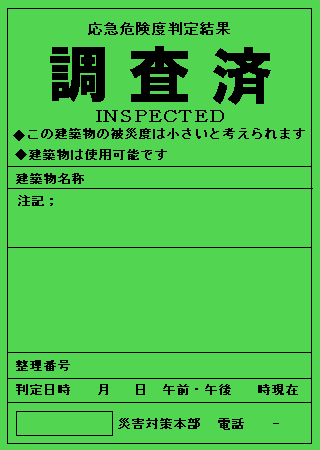 応急危険度判定結果
調査済
INSPECTED
◆この建築物の被災度は小さいと考えられます
◆建築物は使用可能です
建築物名称
注記；
整理番号
判定日時　月　日　午前・午後　時現在
災害対策本部　電話　－